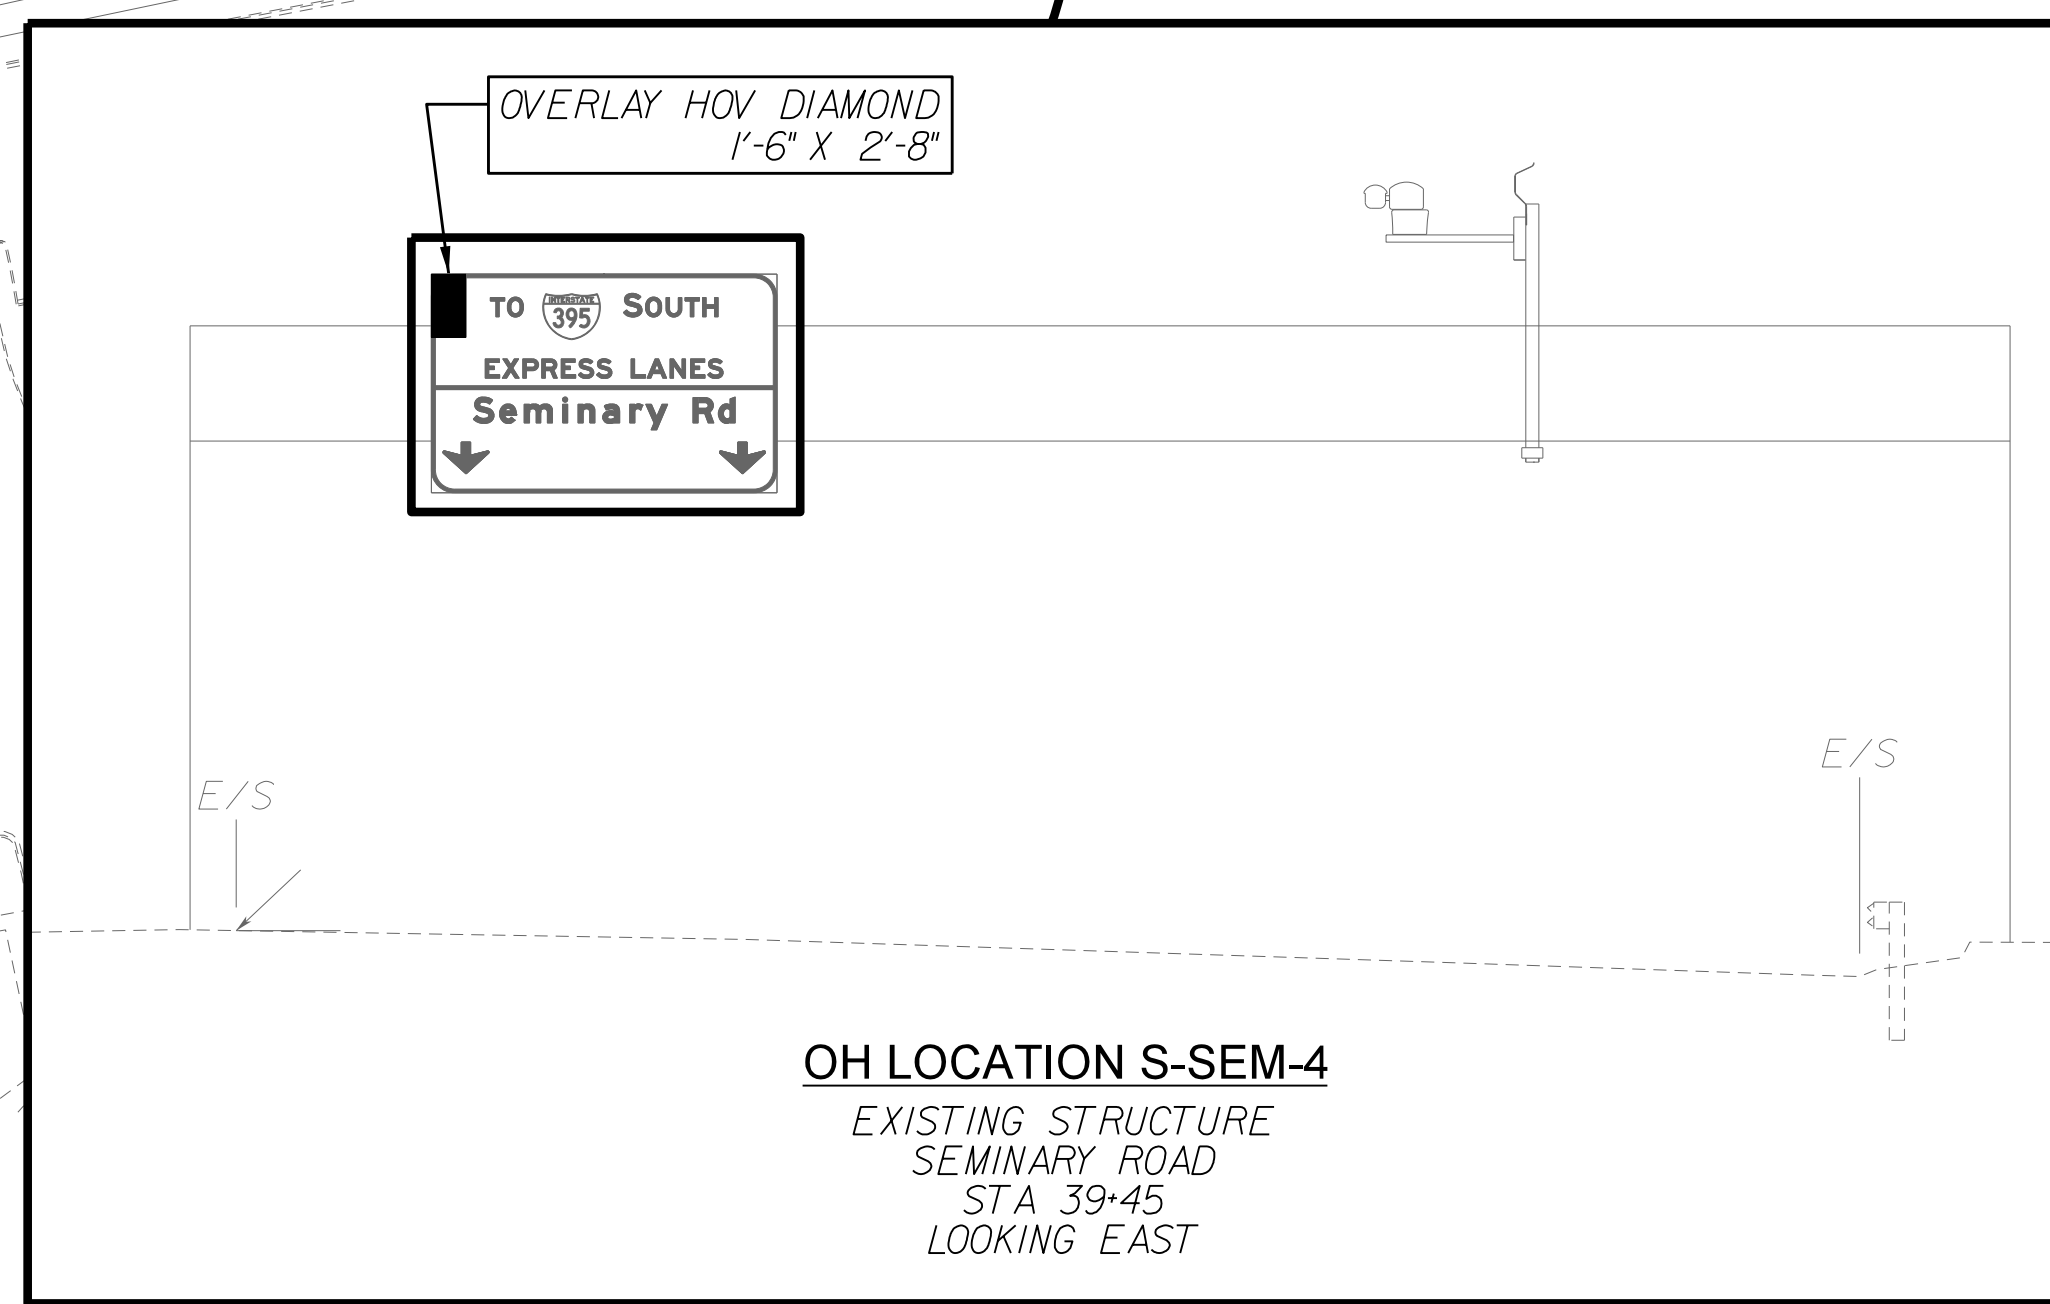 OVERLAY HOV DIAMOND
1'-6" X 2'-8"
TO INTERSTATE 395 SOUTH
EXPRESS LANES
Seminary Rd
E/S
E/S
OH LOCATION S-SEM-4
EXISTING STRUCTURE
SEMINARY ROAD
STA 39+45
LOOKING EAST